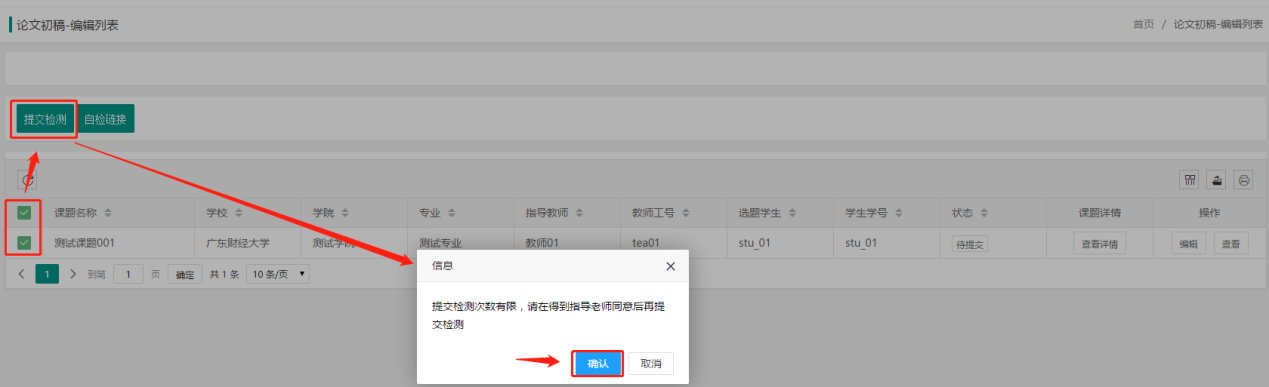 论文初稿-编辑列表
首页 / 论文初稿-编辑列表
提交检测 自检链接
课题名称 学校 学院 专业 指导教师 教师工号 选题学生 学生学号 状态 课题详情 操作
测试课题001 广东财经大学 测试学院 测试专业 教师01 tea01 stu_01 stu_01 待提交 查看详情 编辑 查看
1 到第 1 页 确定 共 1 条 10 条/页
信息
提交检测次数有限，请在得到指导老师同意后再提
交检测
确认 取消